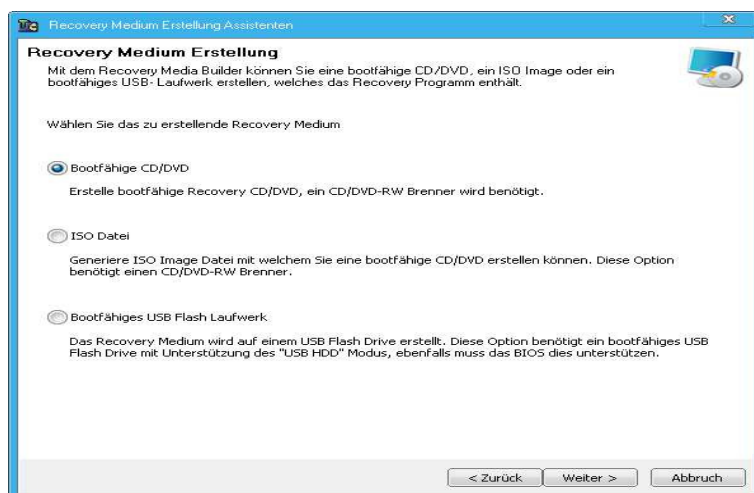 Recovery Medium Erstellung Assistenten
Recovery Medium Erstellung
Mit dem Recovery Media Builder können Sie eine bootfähige CD/DVD, ein ISO Image oder ein
bootfähiges USB- Laufwerk erstellen, welches das Recovery Programm enthält.
Wählen Sie das zu erstellende Recovery Medium
Bootfähige CD/DVD
Erstelle bootfähige Recovery CD/DVD, ein CD/DVD-RW Brenner wird benötigt.
ISO Datei
Generiere ISO Image Datei mit welchem Sie eine bootfähige CD/DVD erstellen können. Diese Option
benötigt einen CD/DVD-RW Brenner.
Bootfähiges USB Flash Laufwerk
Das Recovery Medium wird auf einem USB Flash Drive erstellt. Diese Option benötigt ein bootfähiges USB
Flash Drive mit Unterstützung des "USB HDD" Modus, ebenfalls muss das BIOS dies unterstützen.
< Zurück Weiter > Abbruch